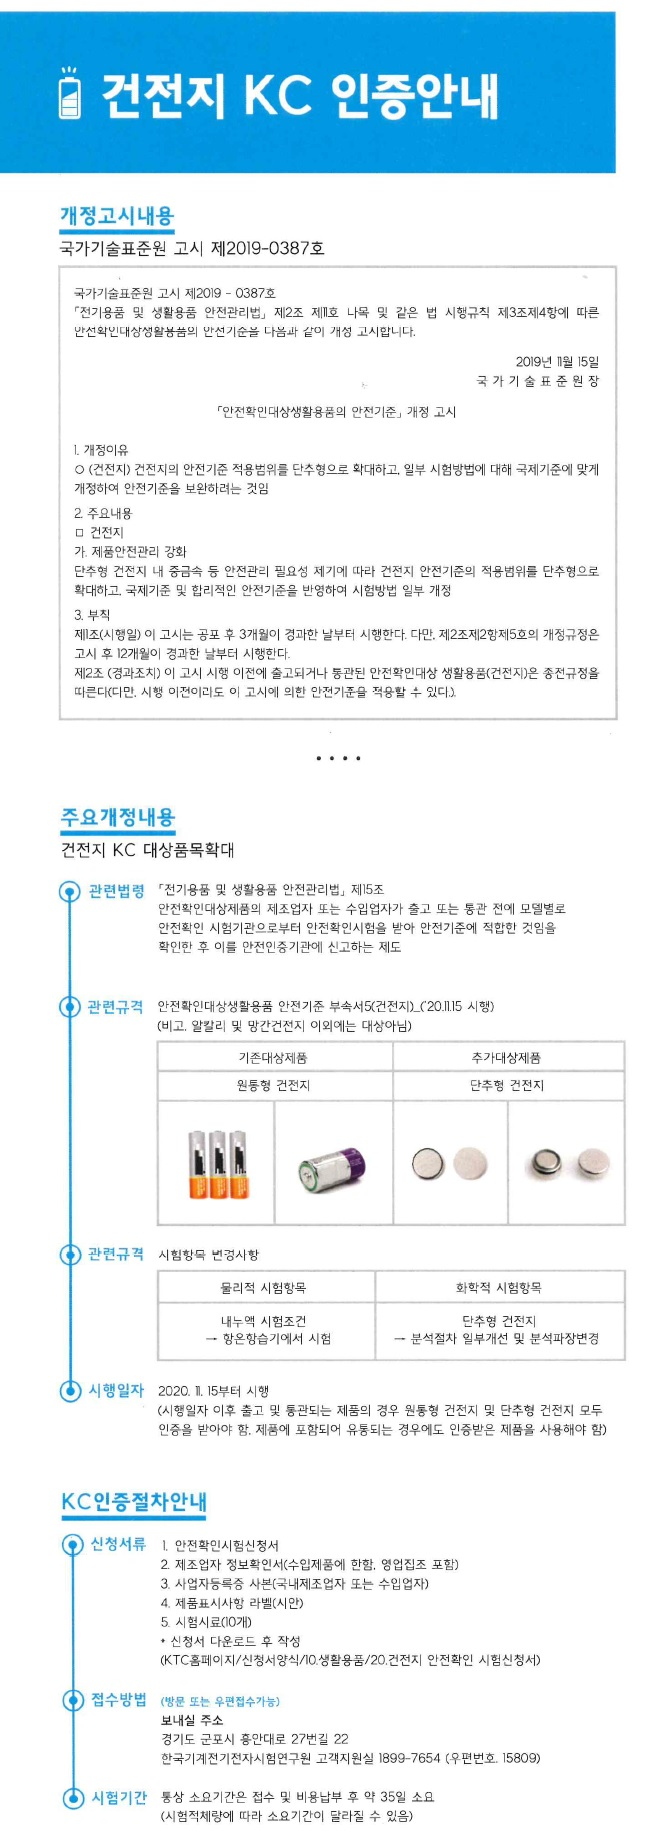 건전지 KC 인증안내
개정고시내용
국가기술표준원 고시 제2019-0387호
국가기술표준원 고시 제2019 - 0387호
「전기용품 및 생활용품 안전관리법」 제2조 제11호 나목 및 같은 법 시행규칙 제3조제4항에 따른
안전확인대상생활용품의 안전기준을 다음과 같이 개정 고시합니다.
2019년 11월 15일
국 가 기 술 표 준 원 장
「안전확인대상생활용품의 안전기준」 개정 고시
1. 개정이유
○ (건전지) 건전지의 안전기준 적용범위를 단추형으로 확대하고, 일부 시험방법에 대해 국제기준에 맞게
개정하여 안전기준을 보완하려는 것임
2. 주요내용
□ 건전지
가. 제품안전관리 강화
단추형 건전지 내 중금속 등 안전관리 필요성 제기에 따라 건전지 안전기준의 적용범위를 단추형으로
확대하고, 국제기준 및 합리적인 안전기준을 반영하여 시험방법 일부 개정
3. 부칙
제1조(시행일) 이 고시는 공포 후 3개월이 경과한 날부터 시행한다. 다만, 제2조제2항제5호의 개정규정은
고시 후 12개월이 경과한 날부터 시행한다.
제2조 (경과조치) 이 고시 시행 이전에 출고되거나 통관된 안전확인대상 생활용품(건전지)은 종전규정을
따른다(다만, 시행 이전이라도 이 고시에 의한 안전기준을 적용할 수 있다.).
주요개정내용
건전지 KC 대상품목확대
관련법령 「전기용품 및 생활용품 안전관리법」 제15조
안전확인대상제품의 제조업자 또는 수입업자가 출고 또는 통관 전에 모델별로
안전확인 시험기관으로부터 안전확인시험을 받아 안전기준에 적합한 것임을
확인한 후 이를 안전인증기관에 신고하는 제도
관련규격 안전확인대상생활용품 안전기준 부속서5(건전지)_('20.11.15 시행)
(비고. 알칼리 및 망간건전지 이외에는 대상아님)
기존대상제품 추가대상제품
원통형 건전지 단추형 건전지
관련규격 시험항목 변경사항
물리적 시험항목 화학적 시험항목
내누액 시험조건 단추형 건전지
→ 항온항습기에서 시험 → 분석절차 일부개선 및 분석파장변경
시행일자 2020. 11. 15부터 시행
(시행일자 이후 출고 및 통관되는 제품의 경우 원통형 건전지 및 단추형 건전지 모두
인증을 받아야 함, 제품에 포함되어 유통되는 경우에도 인증받은 제품을 사용해야 함)
KC인증절차안내
신청서류 1. 안전확인시험신청서
2. 제조업자 정보확인서(수입제품에 한함, 영업집조 포함)
3. 사업자등록증 사본(국내제조업자 또는 수입업자)
4. 제품표시사항 라벨(시안)
5. 시험시료(10개)
* 신청서 다운로드 후 작성
(KTC홈페이지/신청서양식/10.생활용품/20.건전지 안전확인 시험신청서)
접수방법 (방문 또는 우편접수가능)
보내실 주소
경기도 군포시 흥안대로 27번길 22
한국기계전기전자시험연구원 고객지원실 1899-7654 (우편번호. 15809)
시험기간 통상 소요기간은 접수 및 비용납부 후 약 35일 소요
(시험적체량에 따라 소요기간이 달라질 수 있음)